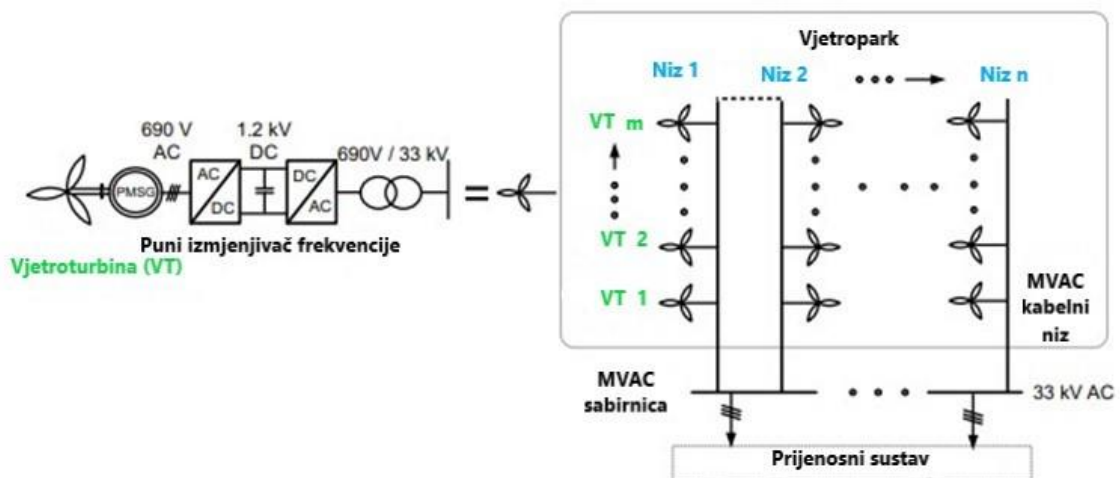 Vjetropark
Niz 1
Niz 2
Niz n
690 V
AC
1.2 kV
DC
690V / 33 kV
VT m
PMSG
AC
DC
DC
AC
Puni izmjenjivač frekvencije
Vjetroturbina (VT)
VT 2
VT 1
MVAC
kabelni
niz
MVAC
sabirnica
33 kV AC
Prijenosni sustav